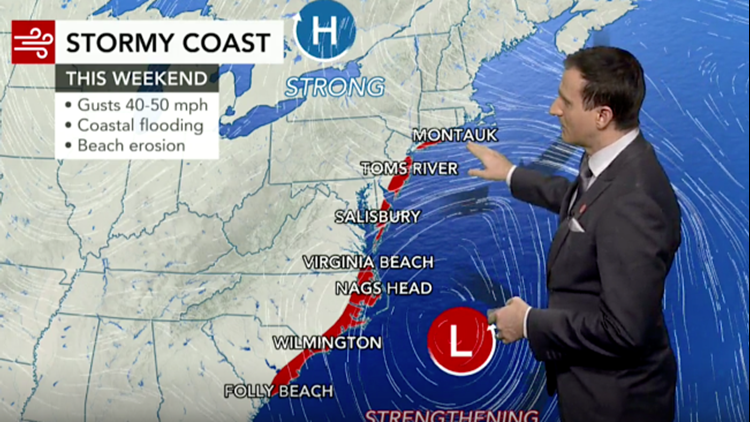 STORMY COAST
THIS WEEKEND
• Gusts 40-50 mph
• Coastal flooding
• Beach erosion
H
STRONG
MONTAUK
TOMS RIVER
SALISBURY
VIRGINIA BEACH
NAGS HEAD
WILMINGTON
FOLLY BEACH
L
STRENGTHENING